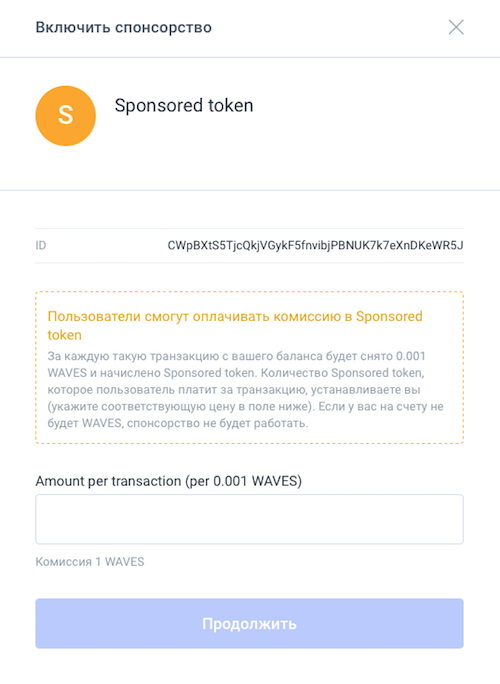 Включить спонсорство
S
Sponsored token
ID
CWpBXtS5TjcQkjVGykF5fnvibjPBNUK7k7eXnDKeWR5J
Пользователи смогут оплачивать комиссию в Sponsored
token
За каждую такую транзакцию с вашего баланса будет снято 0.001
WAVES и начислено Sponsored token. Количество Sponsored token,
которое пользователь платит за транзакцию, устанавливаете вы
(укажите соответствующую цену в поле ниже). Если у вас на счету не
будет WAVES, спонсорство не будет работать.
Amount per transaction (per 0.001 WAVES)
Комиссия 1 WAVES
Продолжить